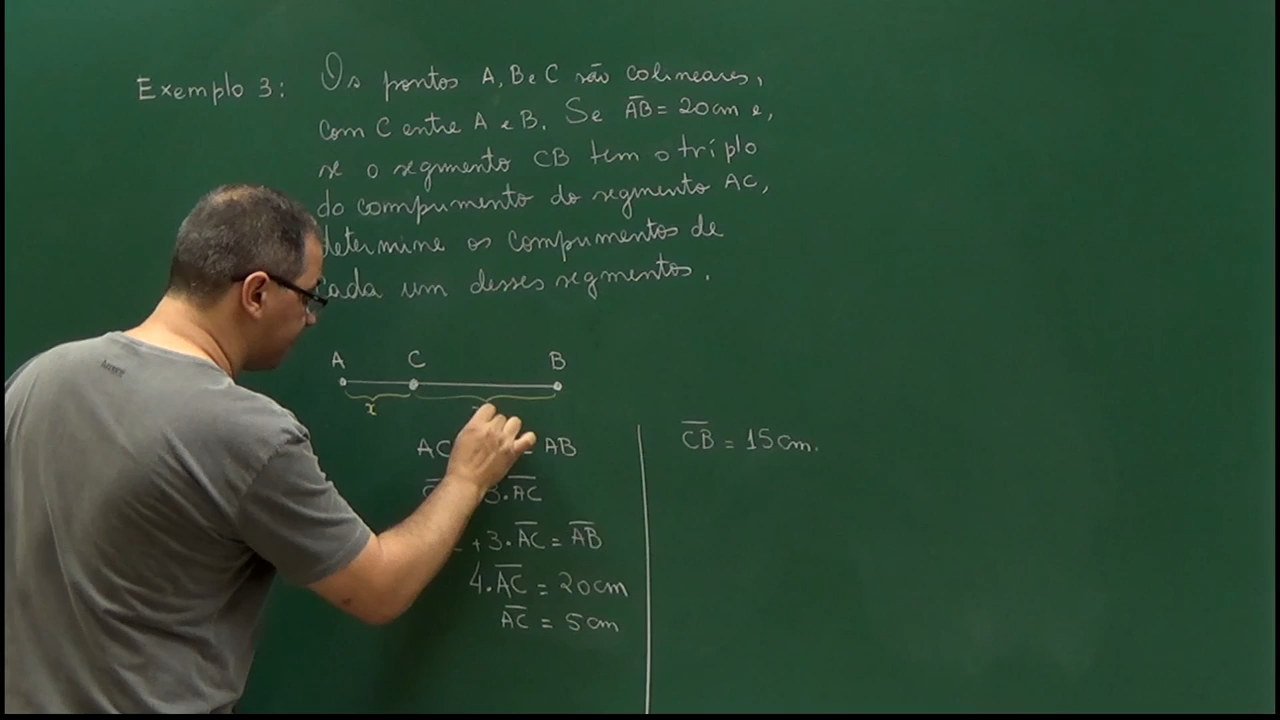 Exemplo 3: Os pontos A, B e C são colineares,
com C entre A e B. Se AB = 20cm e,
se o segmento CB tem o triplo
do comprimento do segmento AC,
determine os comprimentos de
cada um desses segmentos.
A C B
x
AC = AB
3.AC
+ 3.AC = AB
4.AC = 20cm
AC = 5cm
CB = 15cm.